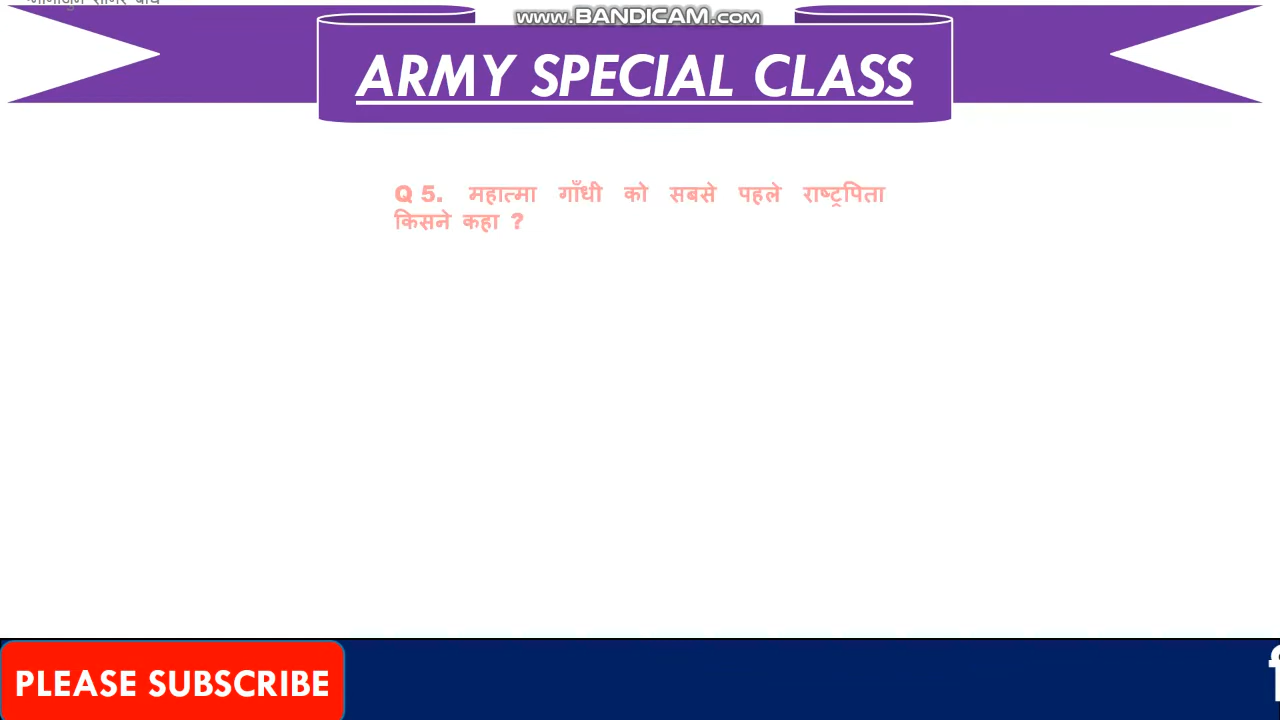 www.BANDICAM.com
ARMY SPECIAL CLASS
Q 5. महात्मा गाँधी को सबसे पहले राष्ट्रपिता
किसने कहा ?
PLEASE SUBSCRIBE
f